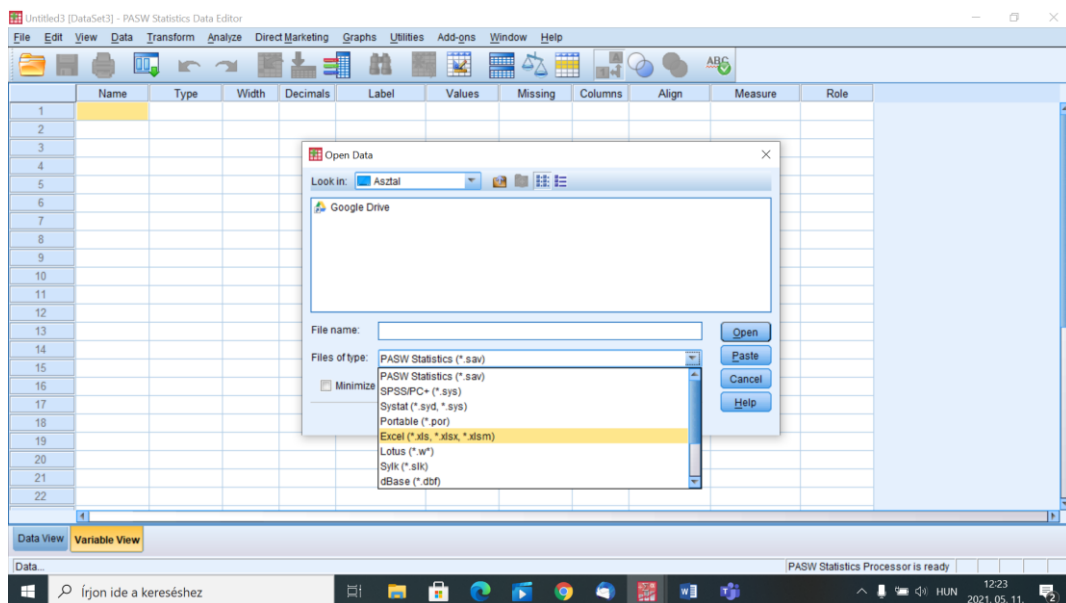 Untitled3 [DataSet3] - PASW Statistics Data Editor
File Edit View Data Transform Analyze Direct Marketing Graphs Utilities Add-ons Window Help
ABC
Name Type Width Decimals Label Values Missing Columns Align Measure Role
1
2
3
4
5
6
7
8
9
10
11
12
13
14
15
16
17
18
19
20
21
22
Open Data
Look in: Asztal
Google Drive
File name:
Open
Files of type: PASW Statistics (*.sav)
Paste
PASW Statistics (*.sav)
Minimize
Cancel
SPSS/PC+ (*.sys)
Systat (*.syd, *.sys)
Help
Portable (*.por)
Excel (*.xls, *.xlsx, *.xlsm)
Lotus (*.w*)
Sylk (*.slk)
dBase (*.dbf)
Data View Variable View
Data...
PASW Statistics Processor is ready
Írjon ide a kereséshez
HUN
12:23
2021. 05. 11.
2